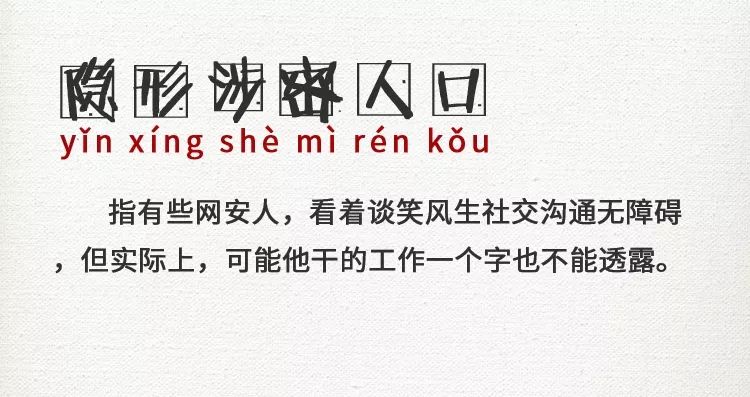 隐形涉密人口
yǐn xíng shè mì rén kǒu
指有些网安人，看着谈笑风生社交沟通无障碍
，但实际上，可能他干的工作一个字也不能透露。